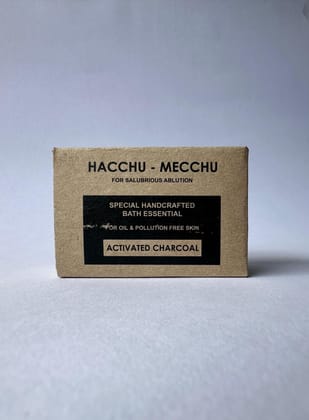 HACCHU - MECCHU
FOR SALUBRIOUS ABLUTION
SPECIAL HANDCRAFTED
BATH ESSENTIAL
FOR OIL & POLLUTION FREE SKIN
ACTIVATED CHARCOAL